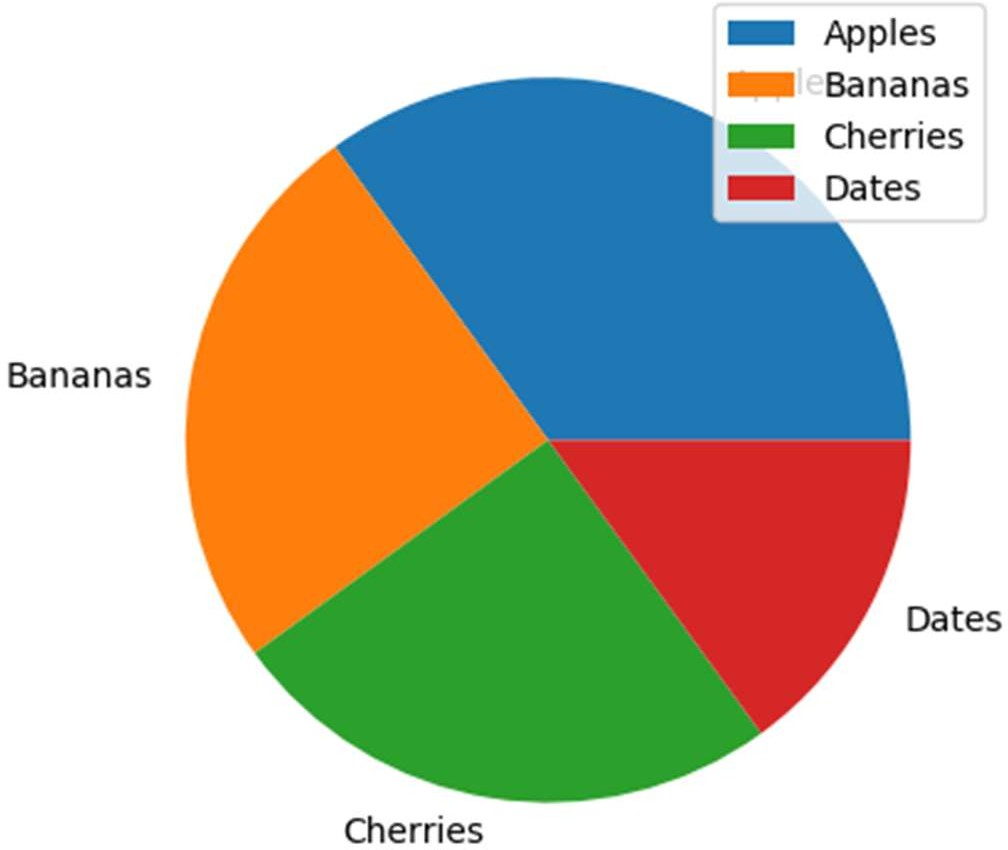 Apples
Bananas
Cherries
Dates
Bananas
Dates
Cherries